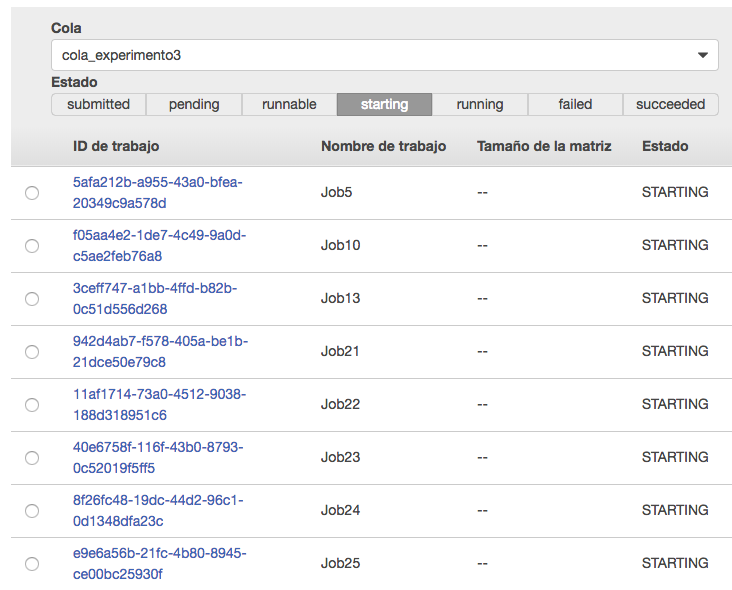 Cola
cola_experimento3
Estado
submitted pending runnable starting running failed succeeded
ID de trabajo Nombre de trabajo Tamaño de la matriz Estado
5afa212b-a955-43a0-bfea-
20349c9a578d Job5 -- STARTING
f05aa4e2-1de7-4c49-9a0d-
c5ae2feb76a8 Job10 -- STARTING
3ceff747-a1bb-4ffd-b82b-
0c51d556d268 Job13 -- STARTING
942d4ab7-f578-405a-be1b-
21dce50e79c8 Job21 -- STARTING
11af1714-73a0-4512-9038-
188d318951c6 Job22 -- STARTING
40e6758f-116f-43b0-8793-
0c52019f5ff5 Job23 -- STARTING
8f26fc48-19dc-44d2-96c1-
0d1348dfa23c Job24 -- STARTING
e9e6a56b-21fc-4b80-8945-
ce00bc25930f Job25 -- STARTING